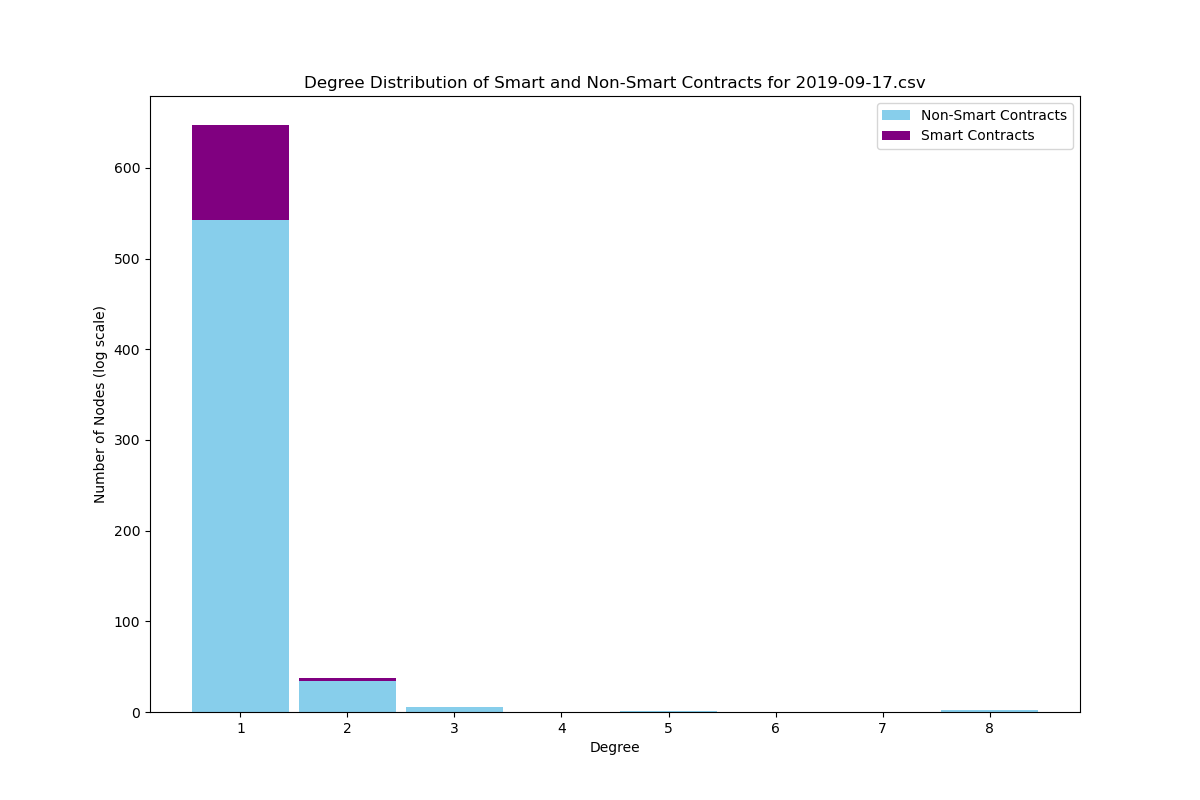 Degree Distribution of Smart and Non-Smart Contracts for 2019-09-17.csv
Non-Smart Contracts
Smart Contracts
Number of Nodes (log scale)
600
500
400
300
200
100
0
1 2 3 4 5 6 7 8
Degree